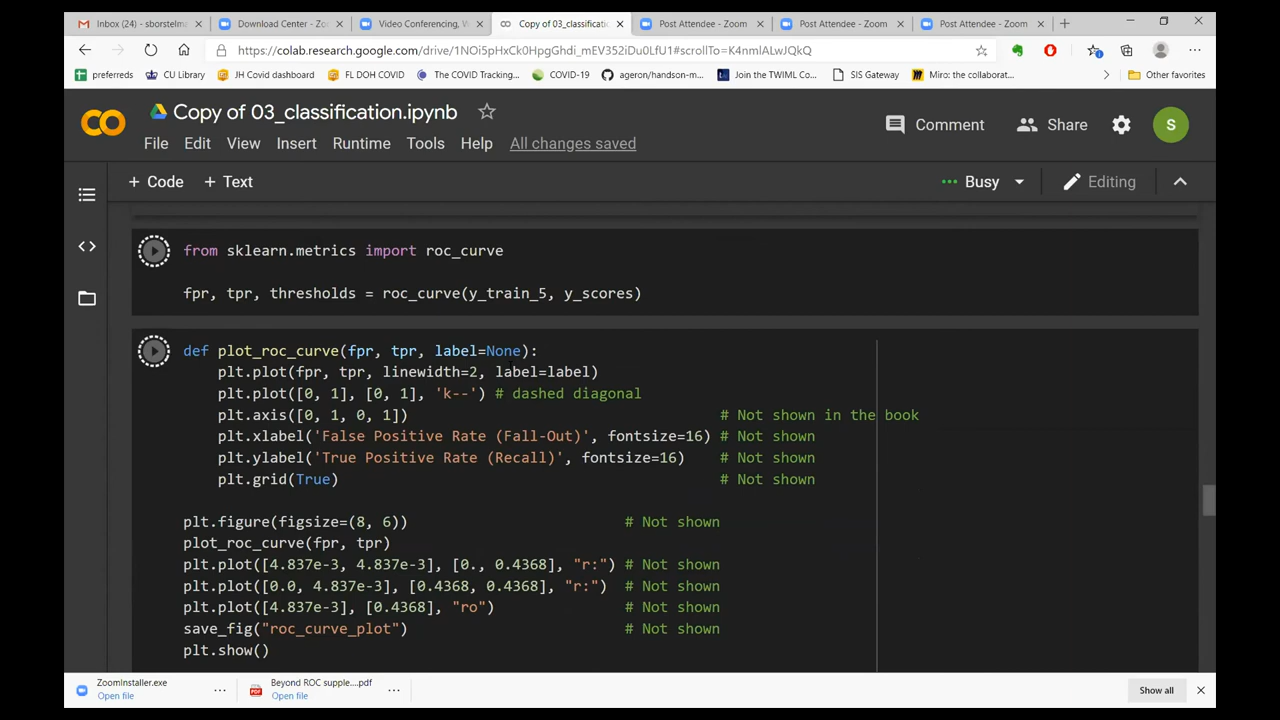 Inbox (24) - sborstelma
Download Center - Zo
Video Conferencing, W
Copy of 03_classificatio
Post Attendee - Zoom
Post Attendee - Zoom
Post Attendee - Zoom
https://colab.research.google.com/drive/1NOi5pHxCk0HpgGhdi_mEV352iDu0LfU1#scrollTo=K4nmlALwJQkQ
preferreds
CU Library
JH Covid dashboard
FL DOH COVID
The COVID Tracking...
COVID-19
ageron/handson-m...
Join the TWIML Co...
SIS Gateway
Miro: the collaborat...
Other favorites
Copy of 03_classification.ipynb
Comment
Share
S
File Edit View Insert Runtime Tools Help All changes saved
+ Code + Text
Busy
Editing
from sklearn.metrics import roc_curve
fpr, tpr, thresholds = roc_curve(y_train_5, y_scores)
def plot_roc_curve(fpr, tpr, label=None):
plt.plot(fpr, tpr, linewidth=2, label=label)
plt.plot([0, 1], [0, 1], 'k--') # dashed diagonal
plt.axis([0, 1, 0, 1]) # Not shown in the book
plt.xlabel('False Positive Rate (Fall-Out)', fontsize=16) # Not shown
plt.ylabel('True Positive Rate (Recall)', fontsize=16) # Not shown
plt.grid(True) # Not shown
plt.figure(figsize=(8, 6)) # Not shown
plot_roc_curve(fpr, tpr)
plt.plot([4.837e-3, 4.837e-3], [0., 0.4368], "r:") # Not shown
plt.plot([0.0, 4.837e-3], [0.4368, 0.4368], "r:") # Not shown
plt.plot([4.837e-3], [0.4368], "ro") # Not shown
save_fig("roc_curve_plot") # Not shown
plt.show()
ZoomInstaller.exe
Open file
Beyond ROC supple....pdf
Open file
Show all